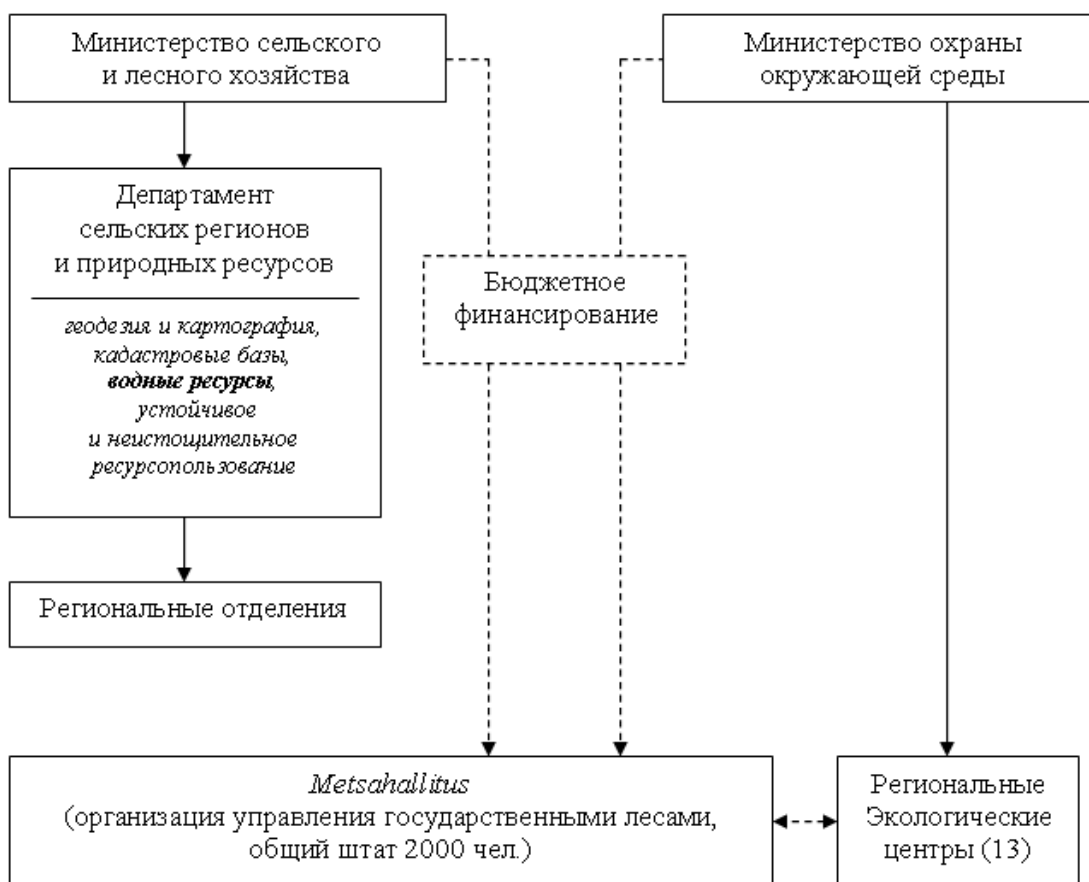 Министерство сельского
и лесного хозяйства
Министерство охраны
окружающей среды
Департамент
сельских регионов
и природных ресурсов
геодезия и картография,
кадастровые базы,
водные ресурсы,
устойчивое
и неистощительное
ресурсопользование
Бюджетное
финансирование
Региональные отделения
Metsahallitus
(организация управления государственными лесами,
общий штат 2000 чел.)
Региональные
Экологические
центры (13)